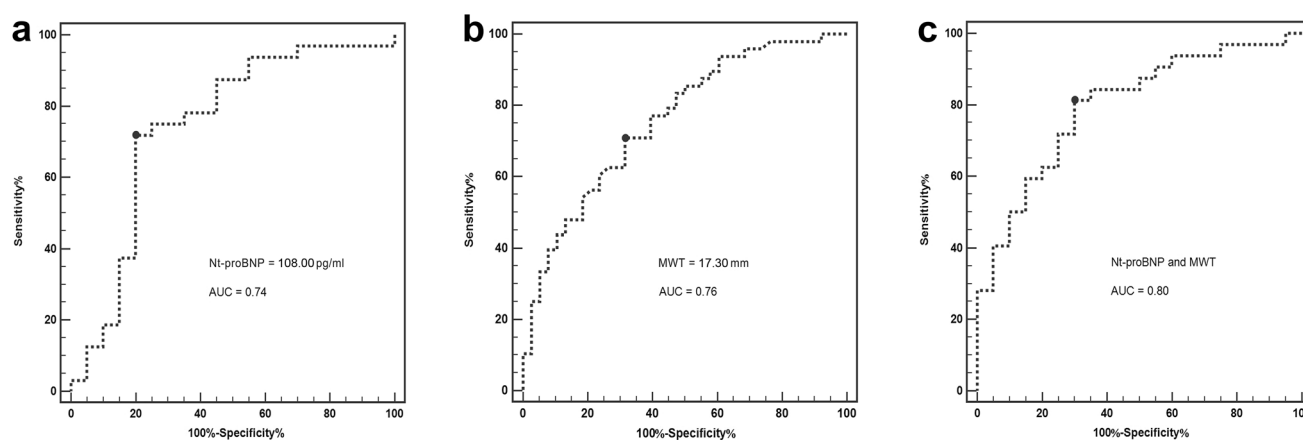 a
100
80
60
40
20
0
Sensitivity%
Nt-proBNP = 108.00 pg/ml
AUC = 0.74
0 20 40 60 80 100
100%-Specificity%
b
100
80
60
40
20
0
Sensitivity%
MWT = 17.30 mm
AUC = 0.76
0 20 40 60 80 100
100%-Specificity%
c
100
80
60
40
20
0
Sensitivity%
Nt-proBNP and MWT
AUC = 0.80
0 20 40 60 80
100%-Specificity%